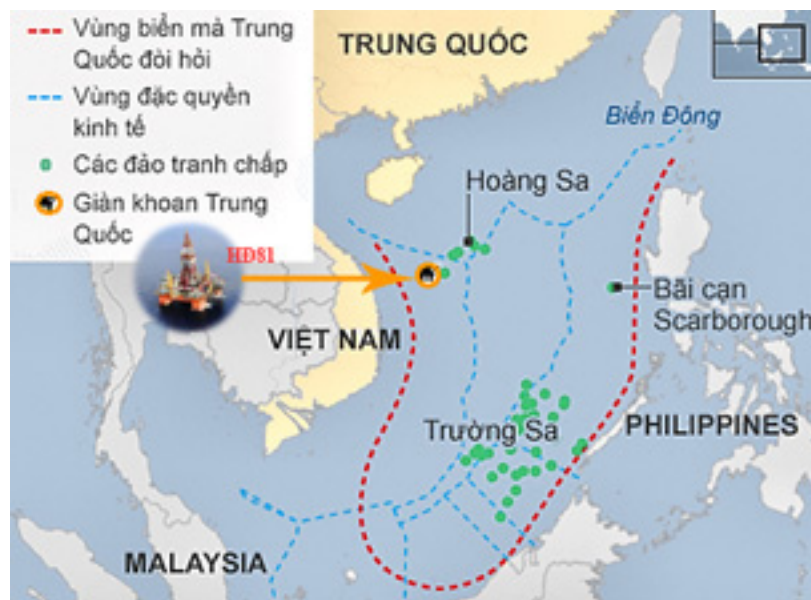 Vùng biển mà Trung
Quốc đòi hỏi
Vùng đặc quyền
kinh tế
Các đảo tranh chấp
Giàn khoan Trung
Quốc
HĐ81
TRUNG QUỐC
Biển Đông
Hoàng Sa
Bãi cạn
Scarborough
VIỆT NAM
Trường Sa
PHILIPPINES
MALAYSIA